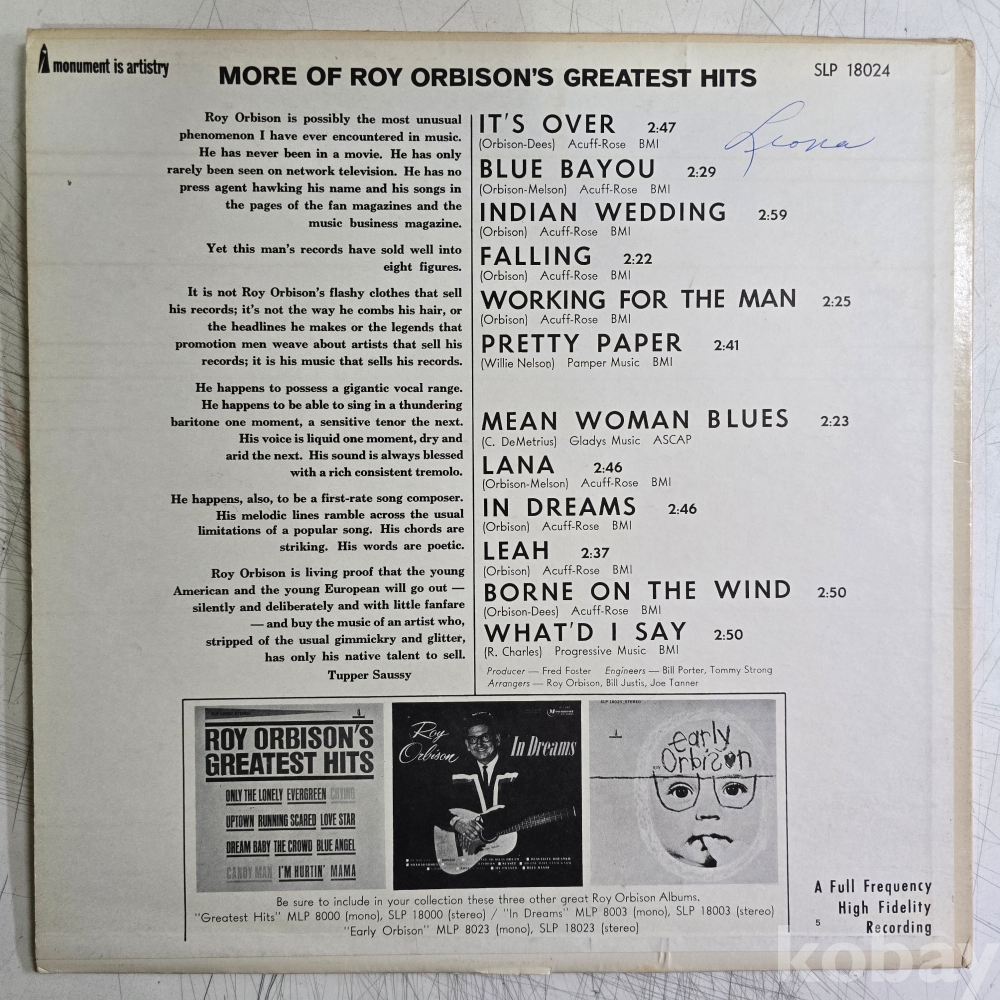 monument is artistry
MORE OF ROY ORBISON'S GREATEST HITS
SLP 18024
Roy Orbison is possibly the most unusual
phenomenon I have ever encountered in music.
He has never been in a movie. He has only
rarely been seen on network television. He has no
press agent hawking his name and his songs in
the pages of the fan magazines and the
music business magazine.
Yet this man's records have sold well into
eight figures.
It is not Roy Orbison's flashy clothes that sell
his records; it's not the way he combs his hair, or
the headlines he makes or the legends that
promotion men weave about artists that sell his
records; it is his music that sells his records.
He happens to possess a gigantic vocal range.
He happens to be able to sing in a thundering
baritone one moment, a sensitive tenor the next.
His voice is liquid one moment, dry and
arid the next. His sound is always blessed
with a rich consistent tremolo.
He happens, also, to be a first-rate song composer.
His melodic lines ramble across the usual
limitations of a popular song. His chords are
striking. His words are poetic.
Roy Orbison is living proof that the young
American and the young European will go out —
silently and deliberately and with little fanfare
— and buy the music of an artist who,
stripped of the usual gimmickry and glitter,
has only his native talent to sell.
Tupper Saussy
IT'S OVER 2:47
(Orbison-Dees) Acuff-Rose BMI
Leona
BLUE BAYOU 2:29
(Orbison-Melson) Acuff-Rose BMI
INDIAN WEDDING 2:59
(Orbison) Acuff-Rose BMI
FALLING 2:22
(Orbison) Acuff-Rose BMI
WORKING FOR THE MAN 2:25
(Orbison) Acuff-Rose BMI
PRETTY PAPER 2:41
(Willie Nelson) Pamper Music BMI
MEAN WOMAN BLUES 2:23
(C. DeMetrius) Gladys Music ASCAP
LANA 2:46
(Orbison-Melson) Acuff-Rose BMI
IN DREAMS 2:46
(Orbison) Acuff-Rose BMI
LEAH 2:37
(Orbison) Acuff-Rose BMI
BORNE ON THE WIND 2:50
(Orbison-Dees) Acuff-Rose BMI
WHAT'D I SAY 2:50
(R. Charles) Progressive Music BMI
Producer — Fred Foster Engineers — Bill Porter, Tommy Strong
Arrangers — Roy Orbison, Bill Justis, Joe Tanner
ROY ORBISON'S
GREATEST HITS
ONLY THE LONELY EVERGREEN CRYING
UPTOWN RUNNING SCARED LOVE STAR
DREAM BABY THE CROWD BLUE ANGEL
CANDY MAN I'M HURTIN' MAMA
Roy
Orbison
In Dreams
SLP 18023 STEREO
early
Roy Orbison
Be sure to include in your collection these three other great Roy Orbison Albums.
"Greatest Hits" MLP 8000 (mono), SLP 18000 (stereo) / "In Dreams" MLP 8003 (mono), SLP 18003 (stereo)
"Early Orbison" MLP 8023 (mono), SLP 18023 (stereo)
A Full Frequency
High Fidelity
5 Recording
kobay